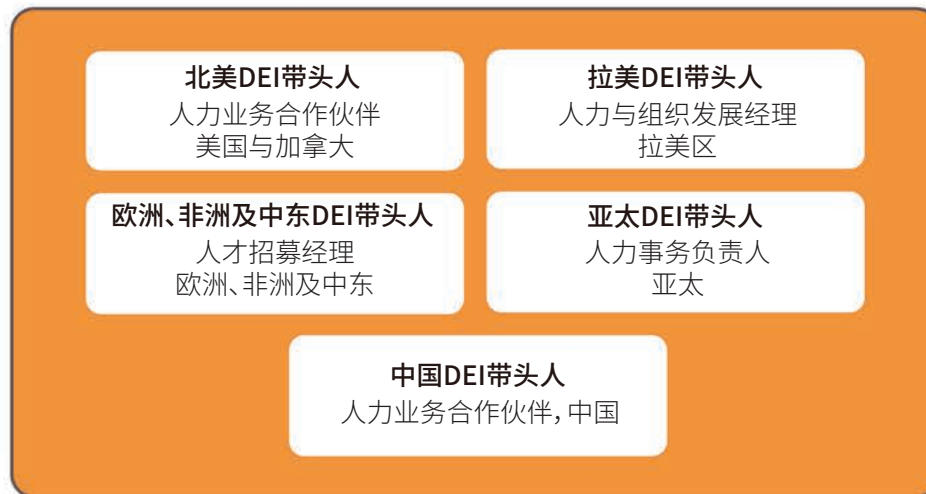 北美DEI带头人
人力业务合作伙伴
美国与加拿大
拉美DEI带头人
人力与组织发展经理
拉美区
欧洲、非洲及中东DEI带头人
人才招募经理
欧洲、非洲及中东
亚太DEI带头人
人力事务负责人
亚太
中国DEI带头人
人力业务合作伙伴，中国